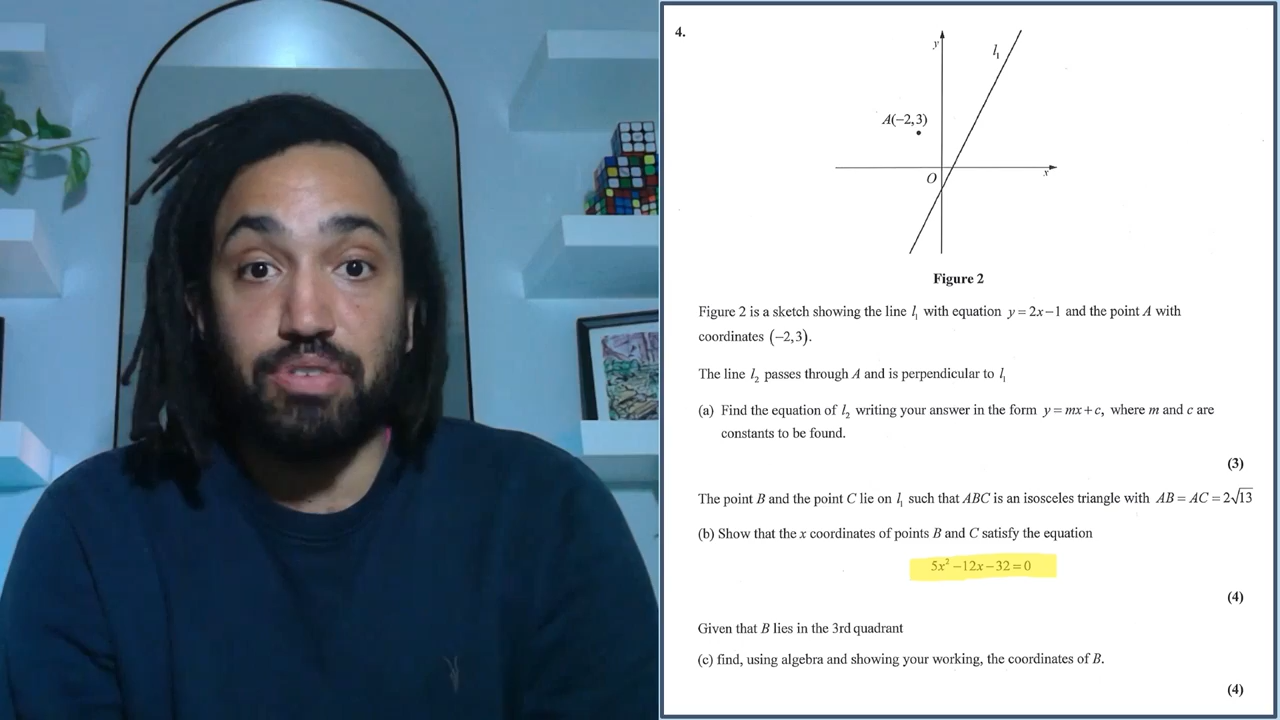 4.
y
l₁
A(−2,3)
O
x
Figure 2
Figure 2 is a sketch showing the line l₁ with equation y = 2x−1 and the point A with
coordinates (−2,3).
The line l₂ passes through A and is perpendicular to l₁
(a) Find the equation of l₂ writing your answer in the form y = mx + c, where m and c are
constants to be found.
(3)
The point B and the point C lie on l₁ such that ABC is an isosceles triangle with AB = AC = 2√13
(b) Show that the x coordinates of points B and C satisfy the equation
5x² −12x−32 = 0
(4)
Given that B lies in the 3rd quadrant
(c) find, using algebra and showing your working, the coordinates of B.
(4)